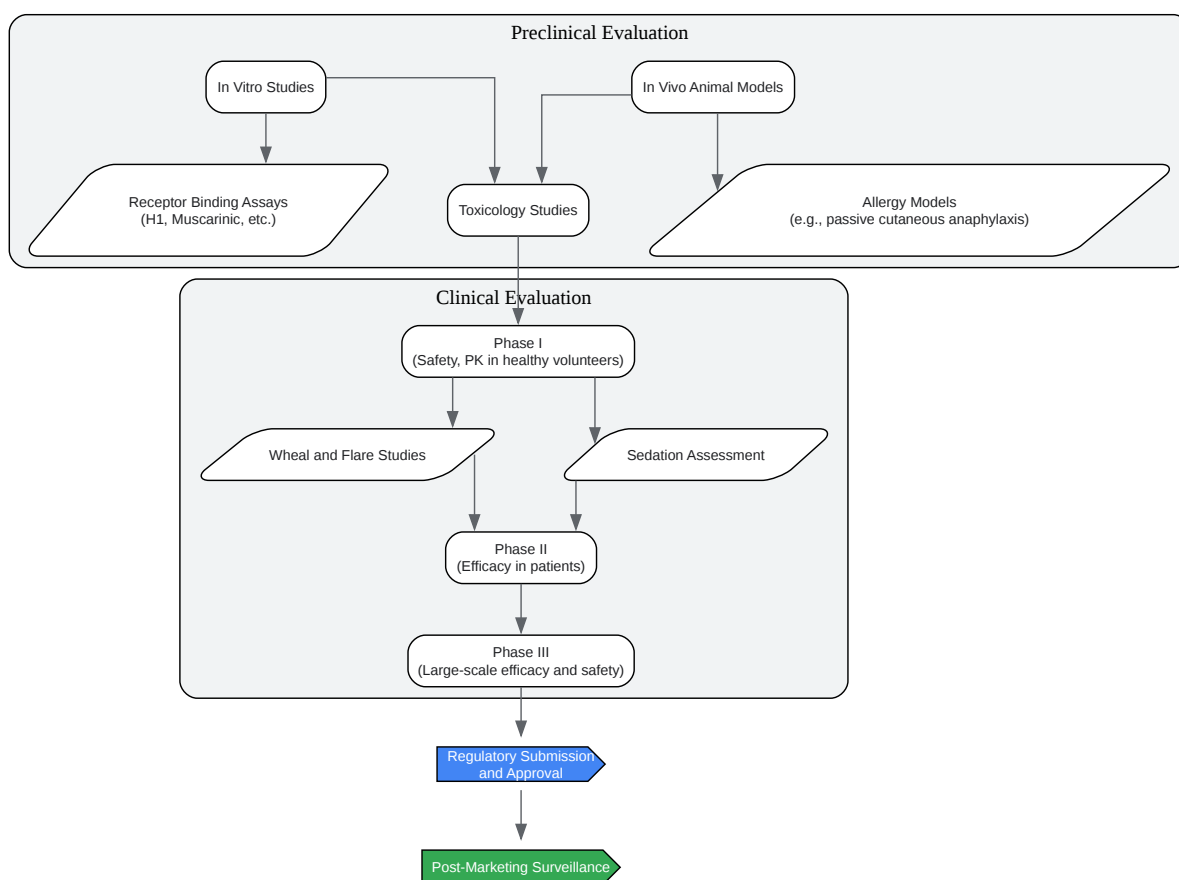 Preclinical Evaluation
In Vitro Studies
In Vivo Animal Models
Receptor Binding Assays
(H1, Muscarinic, etc.)
Toxicology Studies
Allergy Models
(e.g., passive cutaneous anaphylaxis)
Clinical Evaluation
Phase I
(Safety, PK in healthy volunteers)
Wheal and Flare Studies
Sedation Assessment
Phase II
(Efficacy in patients)
Phase III
(Large-scale efficacy and safety)
Regulatory Submission
and Approval
Post-Marketing Surveillance